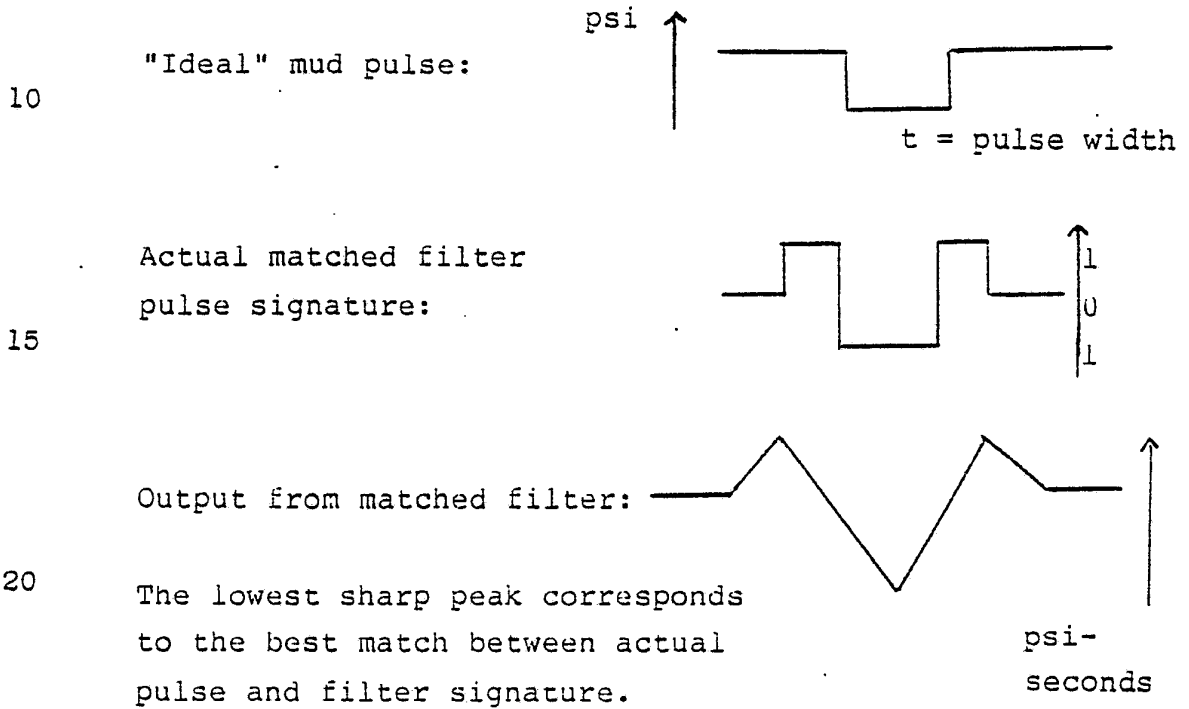 psi
"Ideal" mud pulse:
10
t = pulse width
Actual matched filter
pulse signature:
1
0
1
15
Output from matched filter:
20
The lowest sharp peak corresponds
to the best match between actual
pulse and filter signature.
psi-
seconds